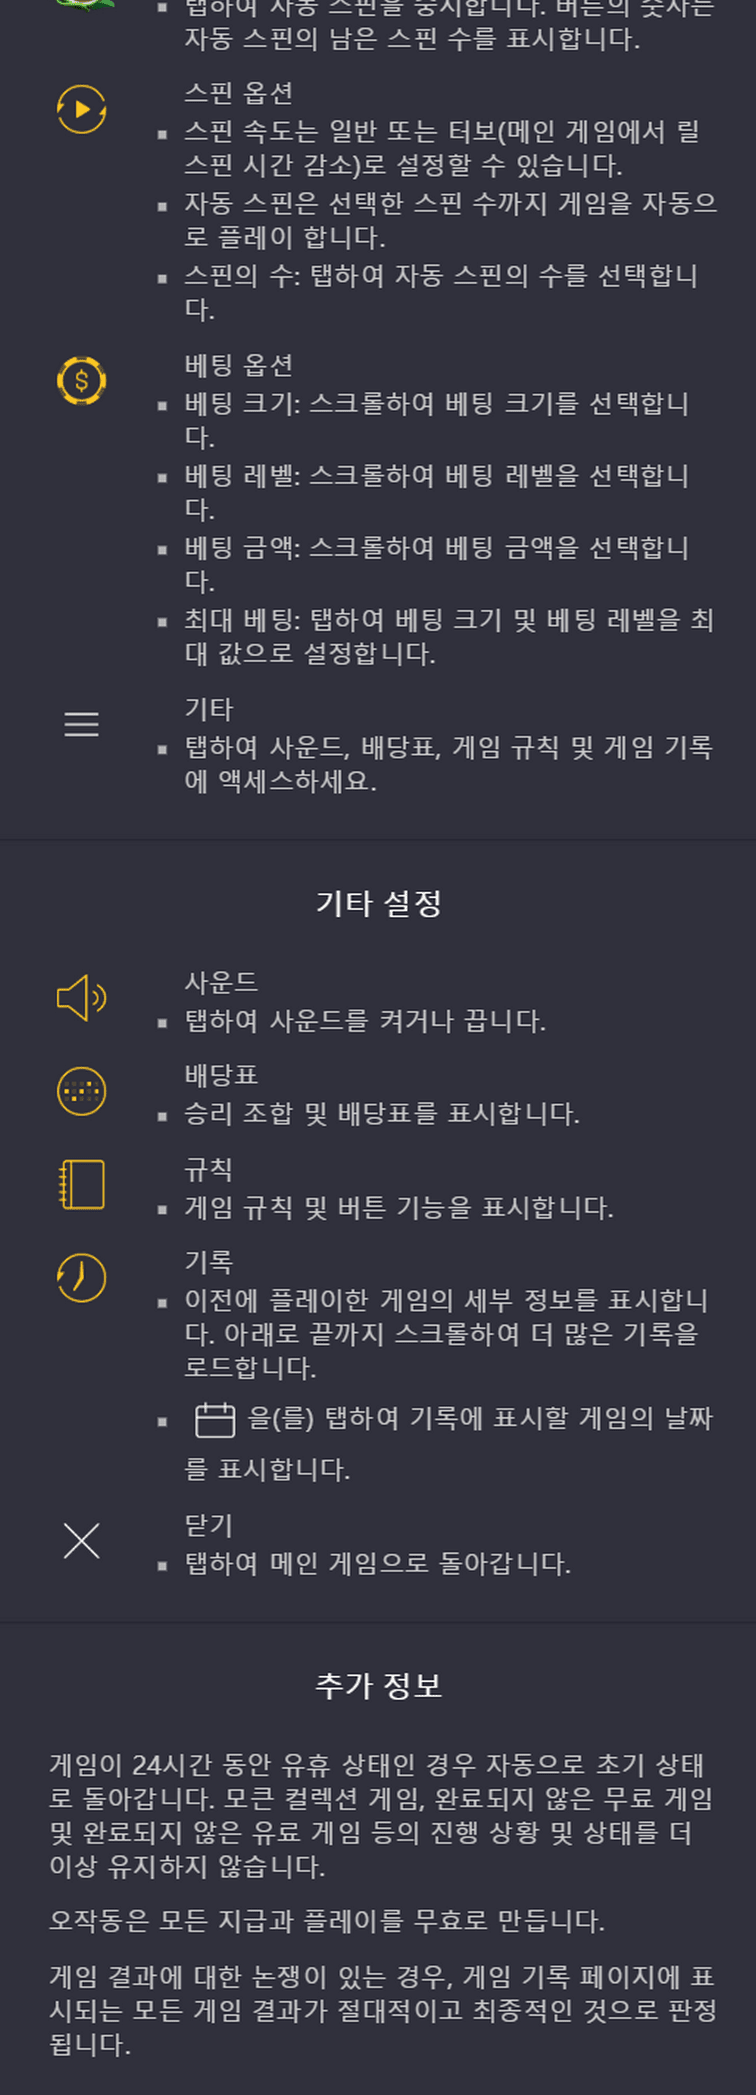 탭하여 자동 스핀을 중지합니다. 버튼의 숫자는
자동 스핀의 남은 스핀 수를 표시합니다.
스핀 옵션
▪ 스핀 속도는 일반 또는 터보(메인 게임에서 릴
스핀 시간 감소)로 설정할 수 있습니다.
▪ 자동 스핀은 선택한 스핀 수까지 게임을 자동으
로 플레이 합니다.
▪ 스핀의 수: 탭하여 자동 스핀의 수를 선택합니
다.
베팅 옵션
▪ 베팅 크기: 스크롤하여 베팅 크기를 선택합니
다.
▪ 베팅 레벨: 스크롤하여 베팅 레벨을 선택합니
다.
▪ 베팅 금액: 스크롤하여 베팅 금액을 선택합니
다.
▪ 최대 베팅: 탭하여 베팅 크기 및 베팅 레벨을 최
대 값으로 설정합니다.
기타
▪ 탭하여 사운드, 배당표, 게임 규칙 및 게임 기록
에 액세스하세요.
기타 설정
사운드
▪ 탭하여 사운드를 켜거나 끕니다.
배당표
▪ 승리 조합 및 배당표를 표시합니다.
규칙
▪ 게임 규칙 및 버튼 기능을 표시합니다.
기록
▪ 이전에 플레이한 게임의 세부 정보를 표시합니
다. 아래로 끝까지 스크롤하여 더 많은 기록을
로드합니다.
▪ 을(를) 탭하여 기록에 표시할 게임의 날짜
를 표시합니다.
닫기
▪ 탭하여 메인 게임으로 돌아갑니다.
추가 정보
게임이 24시간 동안 유휴 상태인 경우 자동으로 초기 상태
로 돌아갑니다. 모큰 컬렉션 게임, 완료되지 않은 무료 게임
및 완료되지 않은 유료 게임 등의 진행 상황 및 상태를 더
이상 유지하지 않습니다.
오작동은 모든 지급과 플레이를 무효로 만듭니다.
게임 결과에 대한 논쟁이 있는 경우, 게임 기록 페이지에 표
시되는 모든 게임 결과가 절대적이고 최종적인 것으로 판정
됩니다.